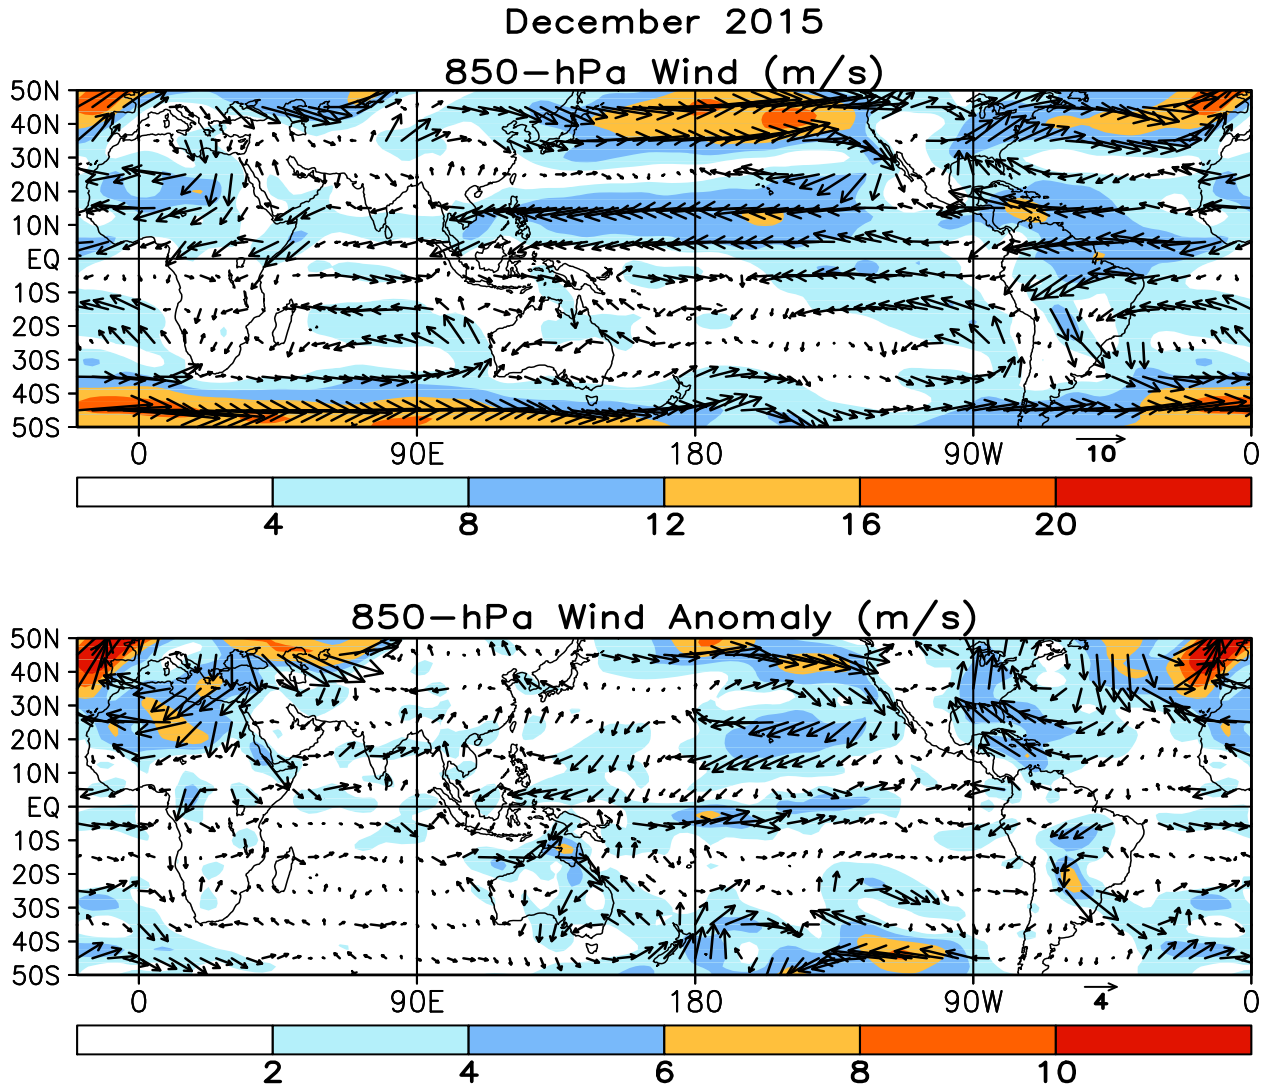 December 2015
850-hPa Wind (m/s)
50N
40N
30N
20N
10N
EQ
10S
20S
30S
40S
50S
0 90E 180 90W 0
10
4 8 12 16 20
850-hPa Wind Anomaly (m/s)
50N
40N
30N
20N
10N
EQ
10S
20S
30S
40S
50S
0 90E 180 90W 0
4
2 4 6 8 10